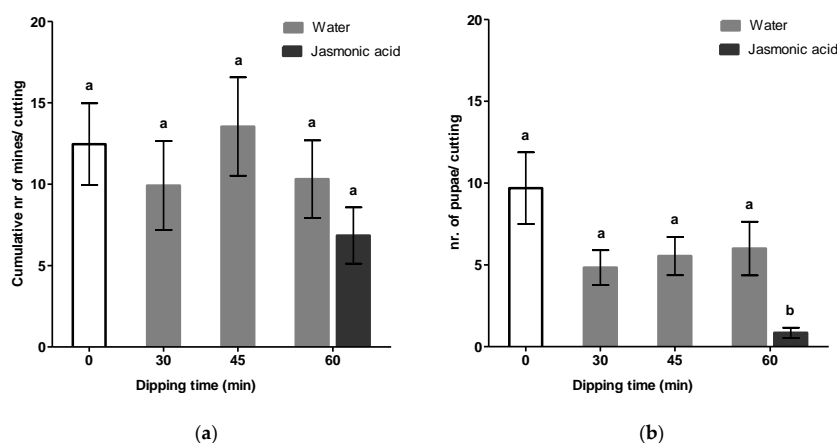 20
15
10
5
0
Cumulative nr of mines/ cutting
Water
Jasmonic acid
a
a
a
a
a
0
30
45
60
Dipping time (min)
(a)
20
15
10
5
0
nr. of pupae/ cutting
Water
Jasmonic acid
a
a
a
a
b
0
30
45
60
Dipping time (min)
(b)